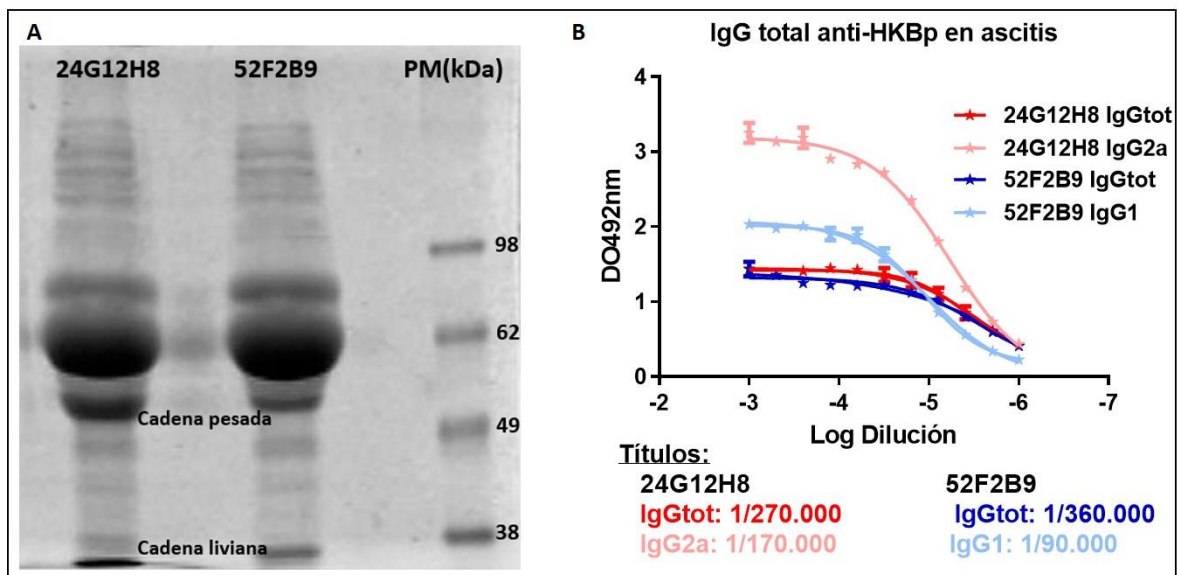 A
24G12H8 52F2B9 PM(kDa)
98
62
Cadena pesada
49
38
Cadena liviana
B
IgG total anti-HKBp en ascitis
4
3
2
1
0
DO492nm
-2 -3 -4 -5 -6 -7
Log Dilución
24G12H8 IgGtot
24G12H8 IgG2a
52F2B9 IgGtot
52F2B9 IgG1
Títulos:
24G12H8 52F2B9
IgGtot: 1/270.000 IgGtot: 1/360.000
IgG2a: 1/170.000 IgG1: 1/90.000